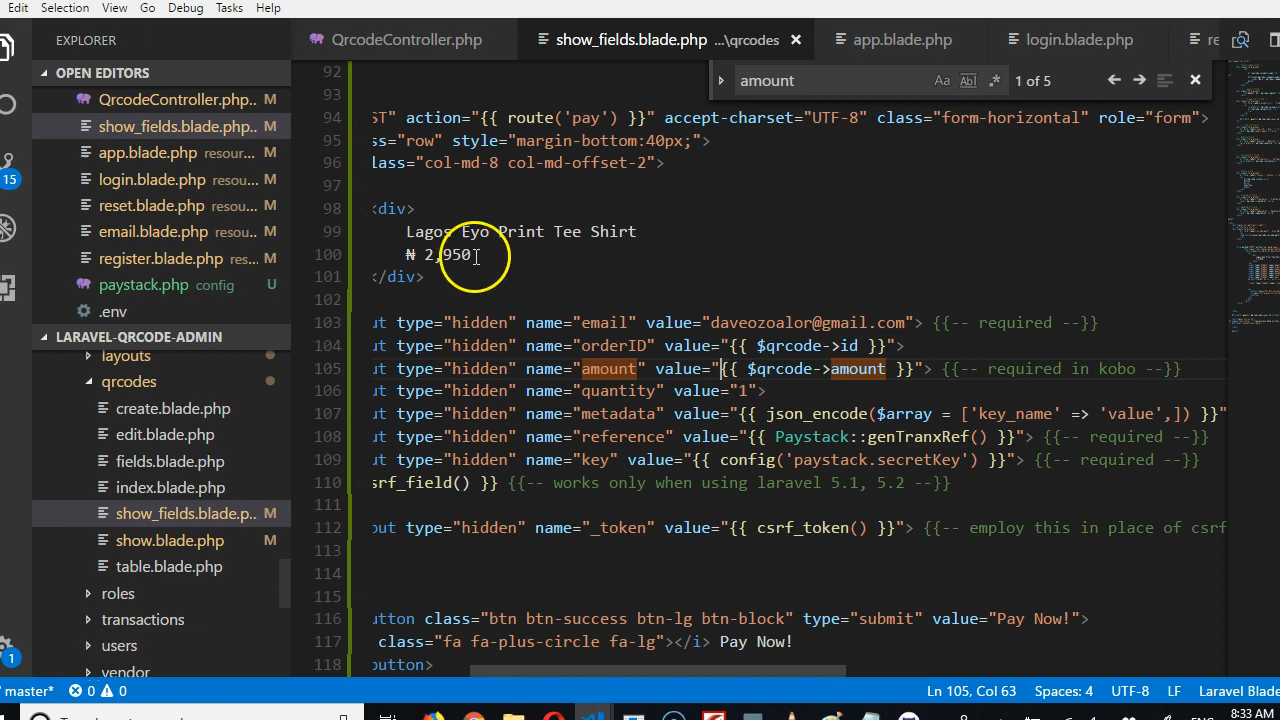 Edit Selection View Go Debug Tasks Help
EXPLORER
QrcodeController.php
show_fields.blade.php ...\qrcodes ×
app.blade.php
login.blade.php
re
OPEN EDITORS
QrcodeController.php.. M
show_fields.blade.php.. M
app.blade.php resour... M
login.blade.php resou... M
reset.blade.php resou... M
email.blade.php resou... M
register.blade.php res... M
paystack.php config U
.env
LARAVEL-QRCODE-ADMIN
layouts
qrcodes
create.blade.php
edit.blade.php
fields.blade.php
index.blade.php
show_fields.blade.p.. M
show.blade.php M
table.blade.php
roles
transactions
users
vendor
15
1
amount Aa Abl .* 1 of 5
92
93
94 ST" action="{{ route('pay') }}" accept-charset="UTF-8" class="form-horizontal" role="form">
95 ss="row" style="margin-bottom:40px;">
96 lass="col-md-8 col-md-offset-2">
97
98 <div>
99 Lagos Eyo Print Tee Shirt
100 ₦ 2,950
101 </div>
102
103 ut type="hidden" name="email" value="daveozoalor@gmail.com"> {{-- required --}}
104 ut type="hidden" name="orderID" value="{{ $qrcode->id }}">
105 ut type="hidden" name="amount" value="{{ $qrcode->amount }}"> {{-- required in kobo --}}
106 ut type="hidden" name="quantity" value="1">
107 ut type="hidden" name="metadata" value="{{ json_encode($array = ['key_name' => 'value',]) }}"
108 ut type="hidden" name="reference" value="{{ Paystack::genTranxRef() }}"> {{-- required --}}
109 ut type="hidden" name="key" value="{{ config('paystack.secretKey') }}"> {{-- required --}}
110 srf_field() }} {{-- works only when using laravel 5.1, 5.2 --}}
111
112 put type="hidden" name="_token" value="{{ csrf_token() }}"> {{-- employ this in place of csrf
113
114
115
116 utton class="btn btn-success btn-lg btn-block" type="submit" value="Pay Now!">
117 class="fa fa-plus-circle fa-lg"></i> Pay Now!
118 button>
master* 0 0 Ln 105, Col 63 Spaces: 4 UTF-8 LF Laravel Blade
8:33 AM